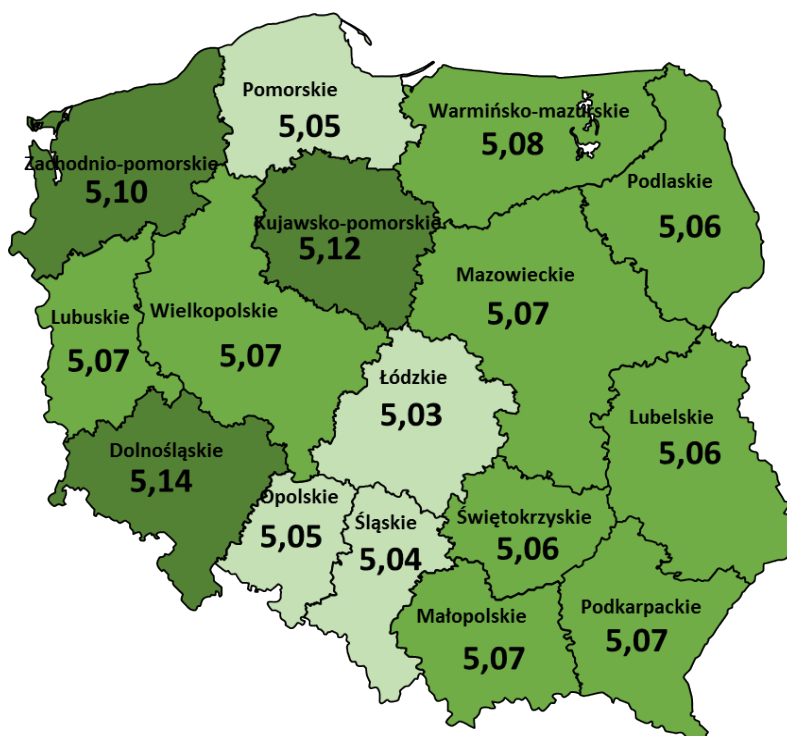 Pomorskie
5,05
Warmińsko-mazurskie
5,08
Zachodnio-pomorskie
5,10
Podlaskie
5,06
Kujawsko-pomorskie
5,12
Mazowieckie
5,07
Lubuskie
5,07
Wielkopolskie
5,07
Łódzkie
5,03
Lubelskie
5,06
Dolnośląskie
5,14
Opolskie
5,05
Śląskie
5,04
Świętokrzyskie
5,06
Małopolskie
5,07
Podkarpackie
5,07